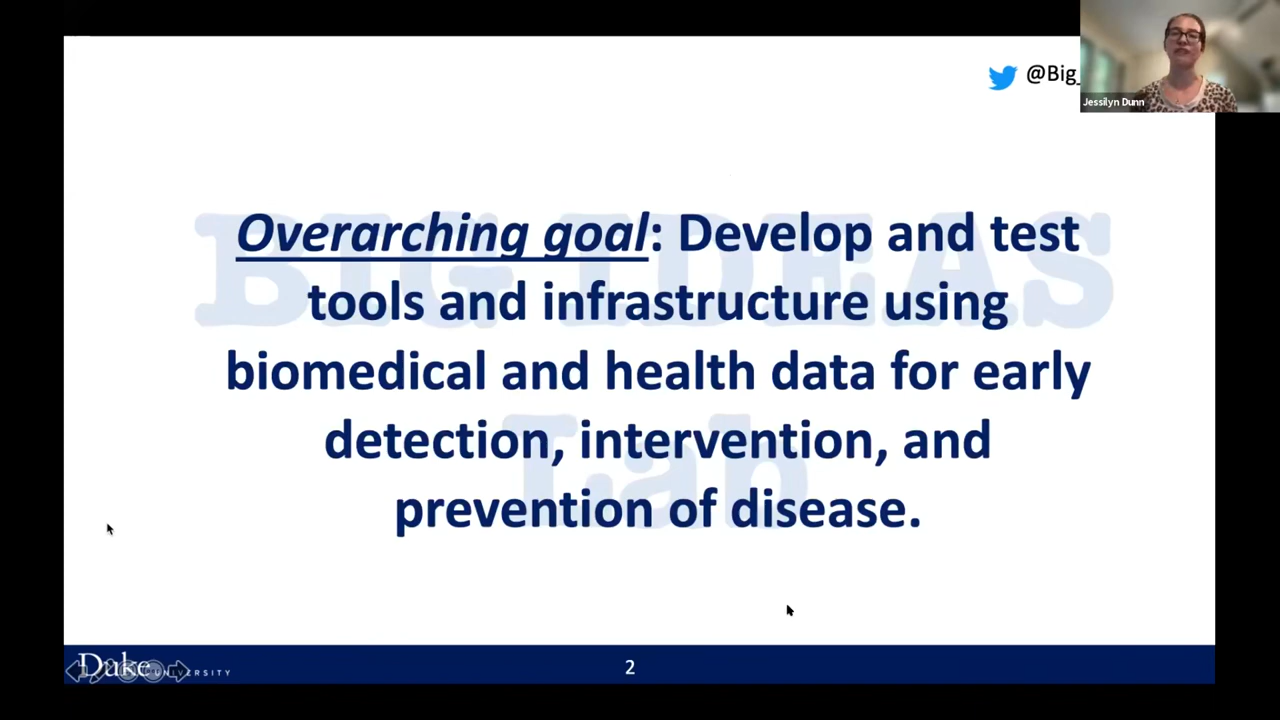 @Big_
Jessilyn Dunn
Overarching goal: Develop and test
tools and infrastructure using
biomedical and health data for early
detection, intervention, and
prevention of disease.
BIG IDEAS
Lab
Duke UNIVERSITY
2